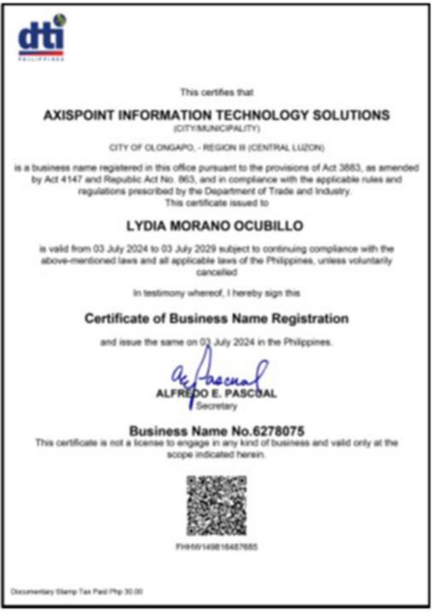 dti
PHILIPPINES
This certifies that
AXISPOINT INFORMATION TECHNOLOGY SOLUTIONS
(CITY/MUNICIPALITY)
CITY OF OLONGAPO, - REGION III (CENTRAL LUZON)
is a business name registered in this office pursuant to the provisions of Act 3883, as amended
by Act 4147 and Republic Act No. 863, and in compliance with the applicable rules and
regulations prescribed by the Department of Trade and Industry.
This certificate issued to
LYDIA MORANO OCUBILLO
is valid from 03 July 2024 to 03 July 2029 subject to continuing compliance with the
above-mentioned laws and all applicable laws of the Philippines, unless voluntarily
cancelled
In testimony whereof, I hereby sign this
Certificate of Business Name Registration
and issue the same on 03 July 2024 in the Philippines.
ALFREDO E. PASCUAL
Secretary
Business Name No.6278075
This certificate is not a license to engage in any kind of business and valid only at the
scope indicated herein.
FHHW149816487685
Documentary Stamp Tax Paid Php 30.00